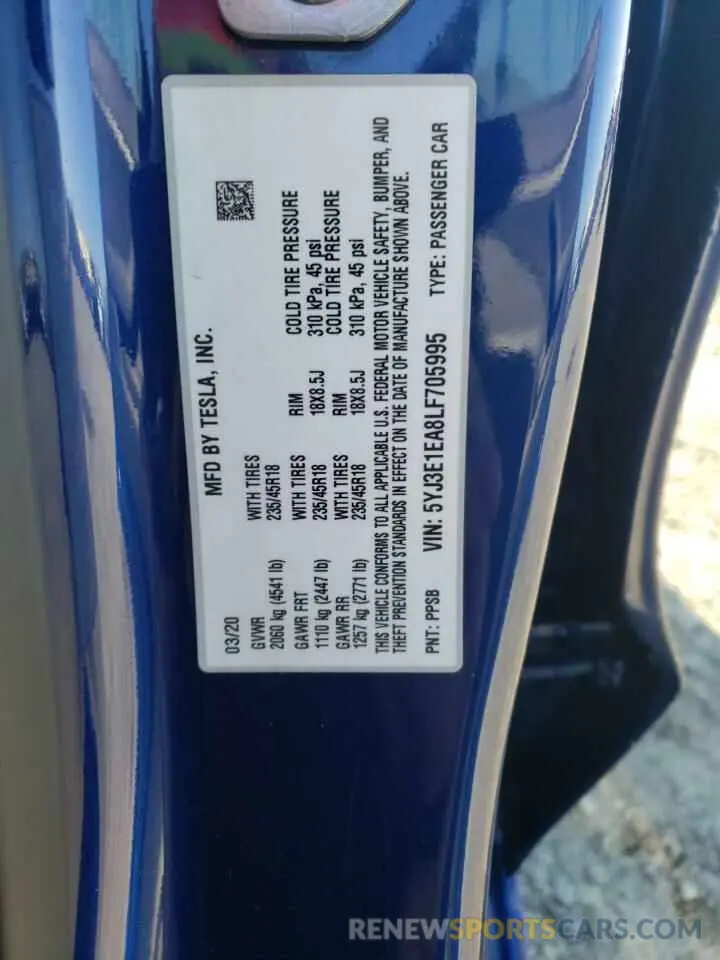 MFD BY TESLA, INC.
03/20
GVWR WITH TIRES
2060 kg (4541 lb) 235/45R18
GAWR FRT WITH TIRES RIM COLD TIRE PRESSURE
1110 kg (2447 lb) 235/45R18 18X8.5J 310 kPa, 45 psi
GAWR RR WITH TIRES RIM COLD TIRE PRESSURE
1257 kg (2771 lb) 235/45R18 18X8.5J 310 kPa, 45 psi
THIS VEHICLE CONFORMS TO ALL APPLICABLE U.S. FEDERAL MOTOR VEHICLE SAFETY, BUMPER, AND
THEFT PREVENTION STANDARDS IN EFFECT ON THE DATE OF MANUFACTURE SHOWN ABOVE.
PNT: PPSB VIN: 5YJ3E1EA8LF705995 TYPE: PASSENGER CAR
RENEWSPORTSCARS.COM